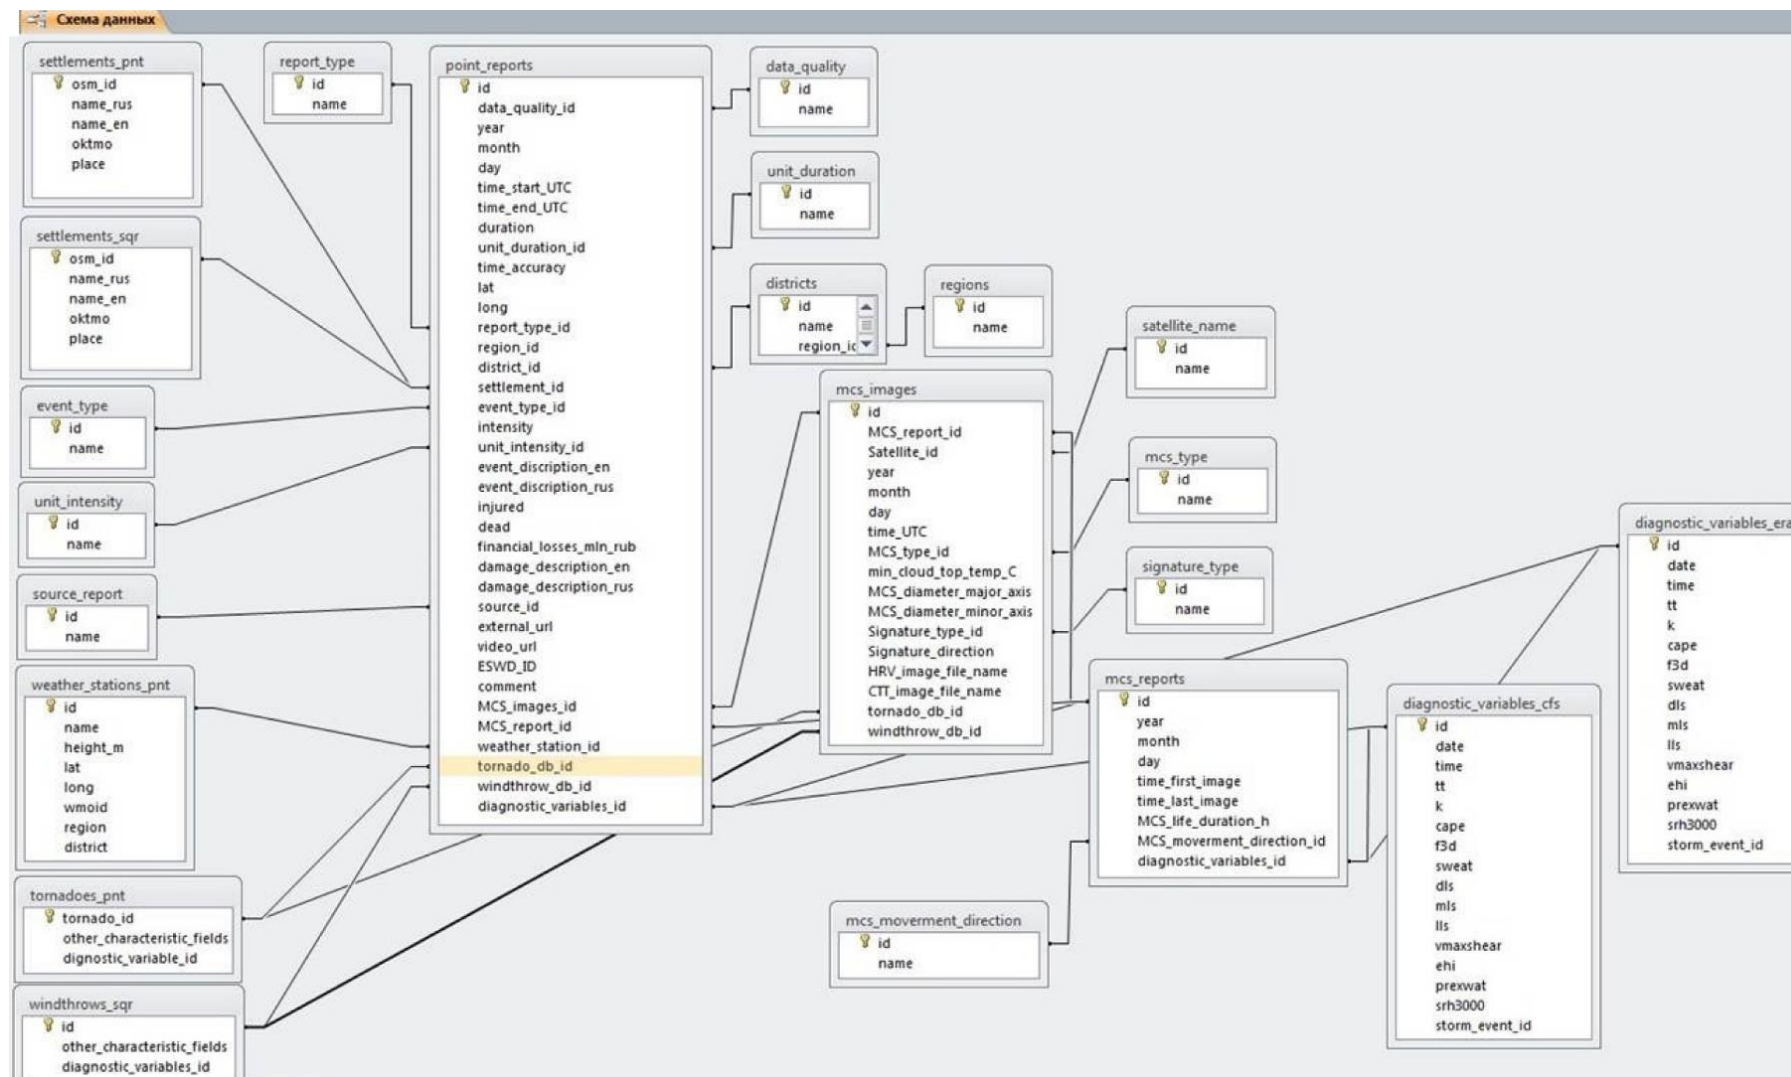 Схема данных
settlements_pnt
osm_id
name_rus
name_en
oktmo
place
report_type
id
name
point_reports
id
data_quality_id
year
month
day
time_start_UTC
time_end_UTC
duration
unit_duration_id
time_accuracy
lat
long
report_type_id
region_id
district_id
settlement_id
event_type_id
intensity
unit_intensity_id
event_discription_en
event_discription_rus
injured
dead
financial_losses_mln_rub
damage_description_en
damage_description_rus
source_id
external_url
video_url
ESWD_ID
comment
MCS_images_id
MCS_report_id
weather_station_id
tornado_db_id
windthrow_db_id
diagnostic_variables_id
data_quality
id
name
unit_duration
id
name
districts
id
name
region_id
regions
id
name
settlements_sqr
osm_id
name_rus
name_en
oktmo
place
event_type
id
name
unit_intensity
id
name
source_report
id
name
weather_stations_pnt
id
name
height_m
lat
long
wmoid
region
district
tornadoes_pnt
tornado_id
other_characteristic_fields
dignostic_variable_id
windthrows_sqr
id
other_characteristic_fields
diagnostic_variables_id
mcs_images
id
MCS_report_id
Satellite_id
year
month
day
time_UTC
MCS_type_id
min_cloud_top_temp_C
MCS_diameter_major_axis
MCS_diameter_minor_axis
Signature_type_id
Signature_direction
HRV_image_file_name
CTT_image_file_name
tornado_db_id
windthrow_db_id
satellite_name
id
name
mcs_type
id
name
signature_type
id
name
mcs_reports
id
year
month
day
time_first_image
time_last_image
MCS_life_duration_h
MCS_moverment_direction_id
diagnostic_variables_id
mcs_moverment_direction
id
name
diagnostic_variables_cfs
id
date
time
tt
k
cape
f3d
sweat
dls
mls
lls
vmaxshear
ehi
prexwat
srh3000
storm_event_id
diagnostic_variables_era
id
date
time
tt
k
cape
f3d
sweat
dls
mls
lls
vmaxshear
ehi
prexwat
srh3000
storm_event_id